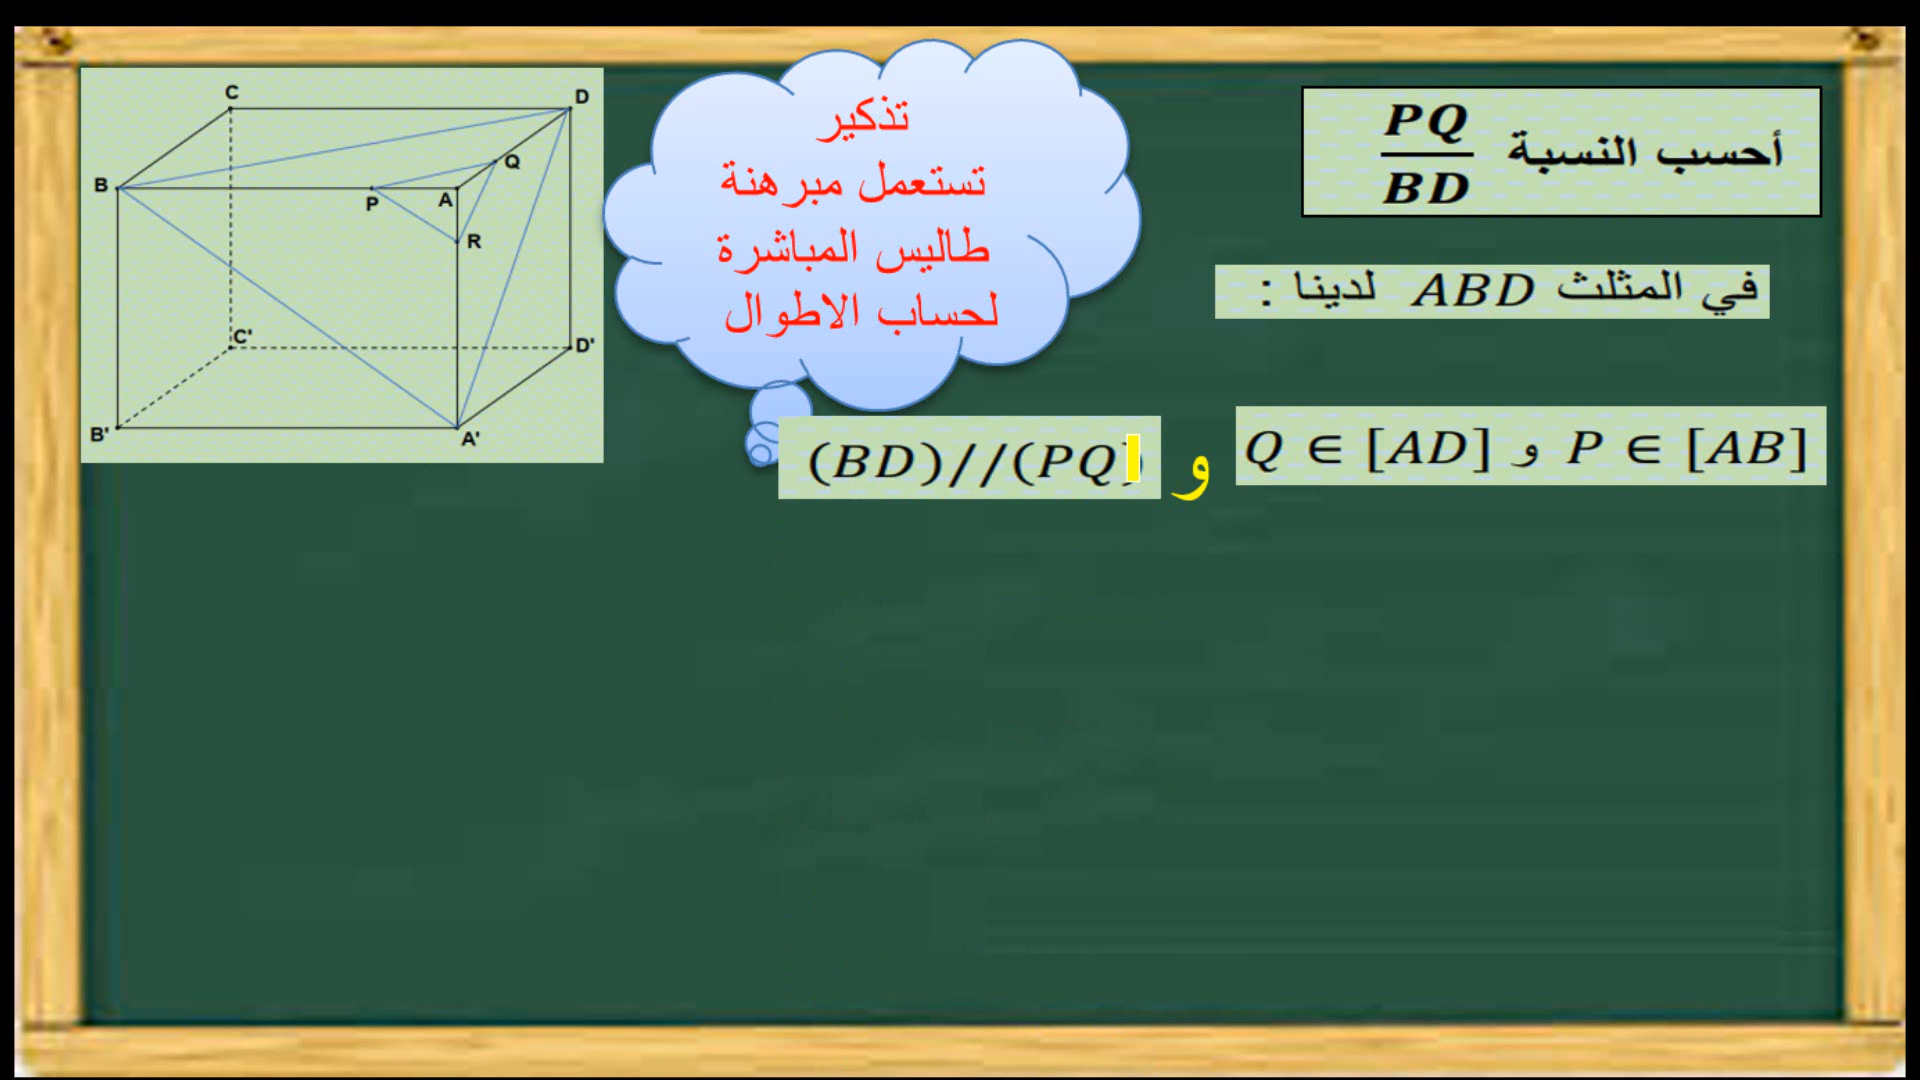 أحسب النسبة PQ/BD
تذكير
تستعمل مبرهنة
طاليس المباشرة
لحساب الاطوال
في المثلث ABD لدينا :
P ∈ [AB] و Q ∈ [AD]
و
(BD)//(PQ)
C
D
Q
B
P
A
R
C'
D'
B'
A'